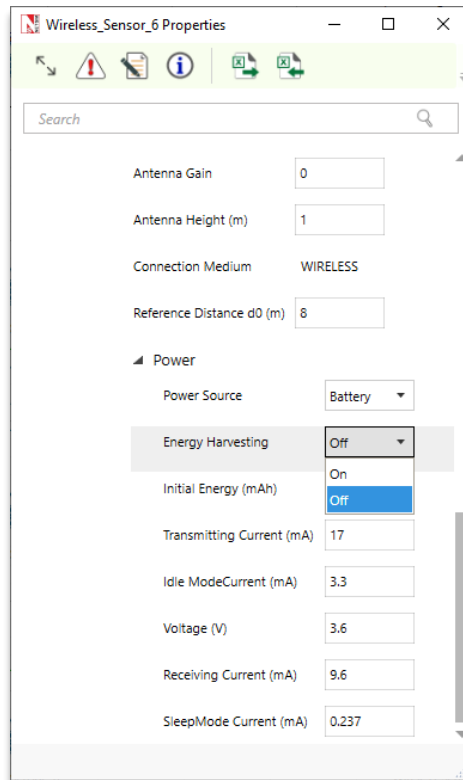 Wireless_Sensor_6 Properties
Search
Antenna Gain 0
Antenna Height (m) 1
Connection Medium WIRELESS
Reference Distance d0 (m) 8
Power
Power Source Battery
Energy Harvesting Off
On
Initial Energy (mAh)
Off
Transmitting Current (mA) 17
Idle ModeCurrent (mA) 3.3
Voltage (V) 3.6
Receiving Current (mA) 9.6
SleepMode Current (mA) 0.237